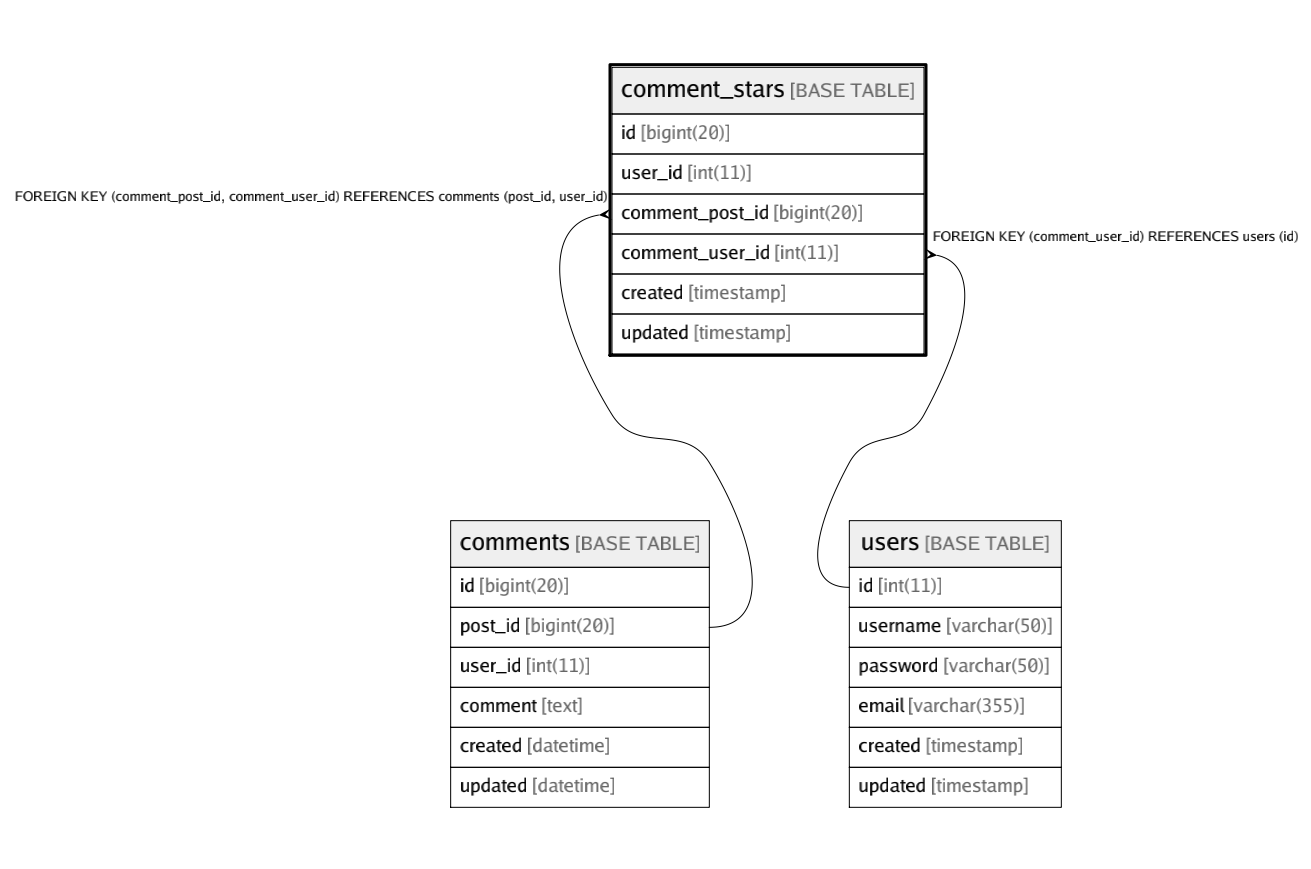 comment_stars [BASE TABLE]
id [bigint(20)]
user_id [int(11)]
FOREIGN KEY (comment_post_id, comment_user_id) REFERENCES comments (post_id, user_id)
comment_post_id [bigint(20)]
FOREIGN KEY (comment_user_id) REFERENCES users (id)
comment_user_id [int(11)]
created [timestamp]
updated [timestamp]
comments [BASE TABLE]
id [bigint(20)]
post_id [bigint(20)]
user_id [int(11)]
comment [text]
created [datetime]
updated [datetime]
users [BASE TABLE]
id [int(11)]
username [varchar(50)]
password [varchar(50)]
email [varchar(355)]
created [timestamp]
updated [timestamp]